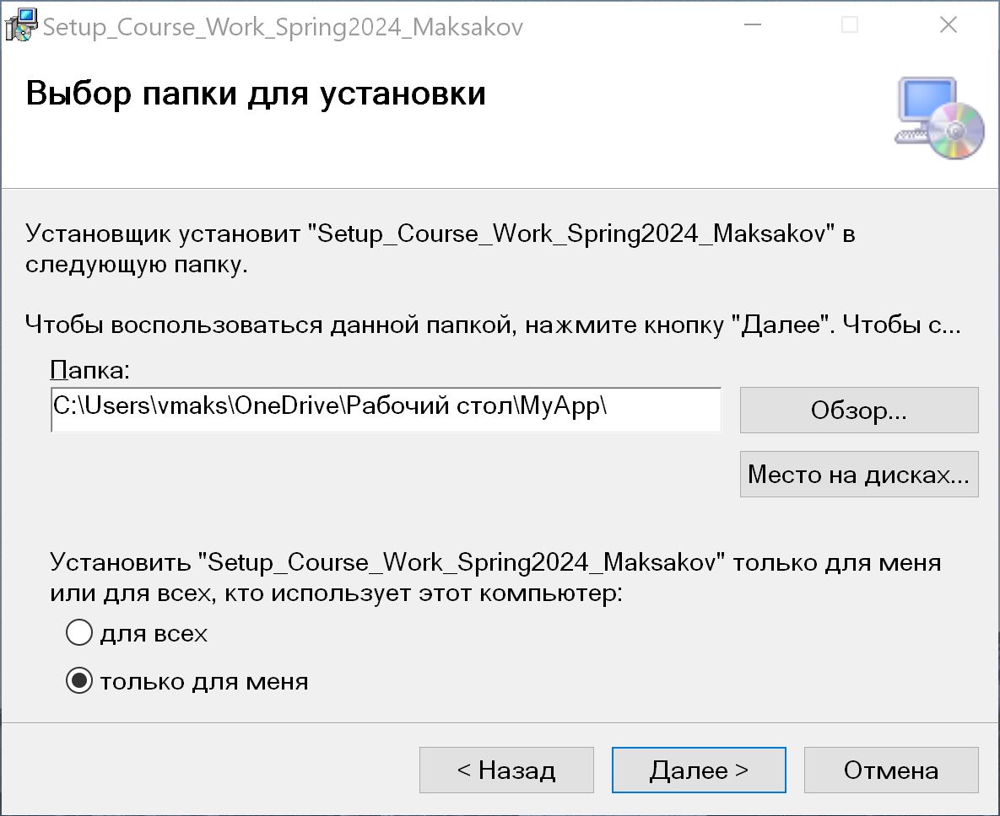 Setup_Course_Work_Spring2024_Maksakov
Выбор папки для установки
Установщик установит "Setup_Course_Work_Spring2024_Maksakov" в
следующую папку.
Чтобы воспользоваться данной папкой, нажмите кнопку "Далее". Чтобы с...
Папка:
C:\Users\vmaks\OneDrive\Рабочий стол\MyApp\
Обзор...
Место на дисках...
Установить "Setup_Course_Work_Spring2024_Maksakov" только для меня
или для всех, кто использует этот компьютер:
для всех
только для меня
< Назад
Далее >
Отмена